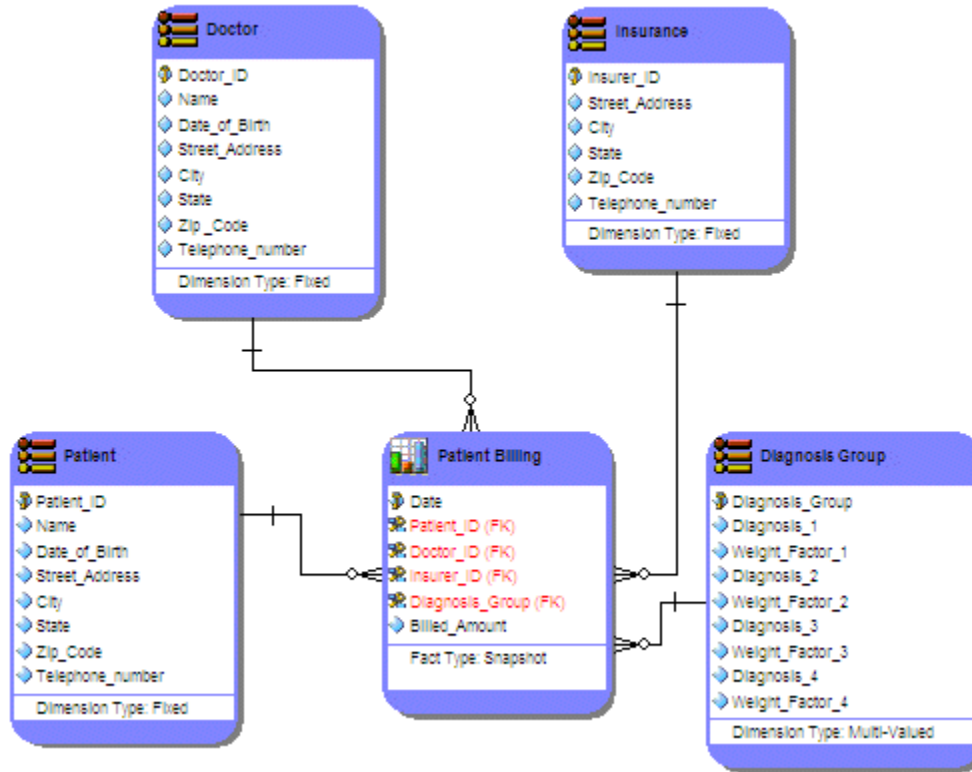 Doctor
Doctor_ID
Name
Date_of_Birth
Street_Address
City
State
Zip _Code
Telephone_number
Dimension Type: Fixed
Insurance
Insurer_ID
Street_Address
City
State
Zip_Code
Telephone_number
Dimension Type: Fixed
Patient
Patient_ID
Name
Date_of_Birth
Street_Address
City
State
Zip_Code
Telephone_number
Dimension Type: Fixed
Patient Billing
Date
Patient_ID (FK)
Doctor_ID (FK)
Insurer_ID (FK)
Diagnosis_Group (FK)
Billed_Amount
Fact Type: Snapshot
Diagnosis Group
Diagnosis_Group
Diagnosis_1
Weight_Factor_1
Diagnosis_2
Weight_Factor_2
Diagnosis_3
Weight_Factor_3
Diagnosis_4
Weight_Factor_4
Dimension Type: Multi-Valued